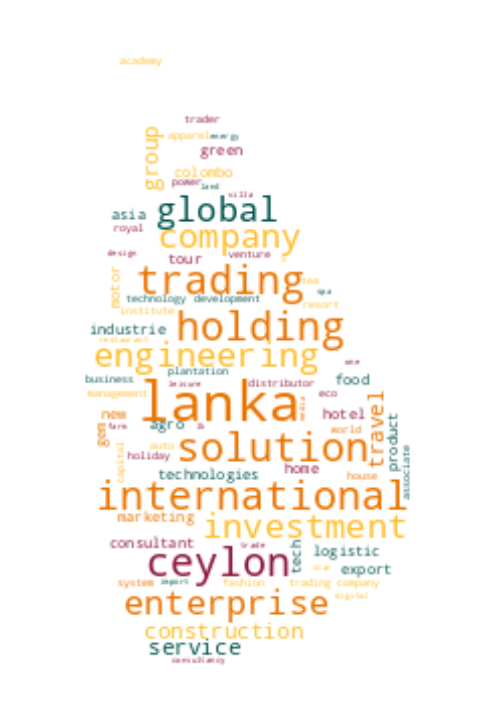 academy
trader
apparel energy
group
green
colombo
power land
villa
asia global
royal
company
design
tour venture
trading
tea
motor
spa
technology development
institute resort
industrie holding
restaurant
engineering
one
plantation
business leisure distributor food
management eco
lanka
media
new hotel
farm agro lk world
gem
travel
product
auto solution
capital
holiday home
technologies house
associate
international
marketing investment
consultant trade
tech logistic
ceylon
star export
system import fashion trading company
digital
enterprise
construction
service
consultancy